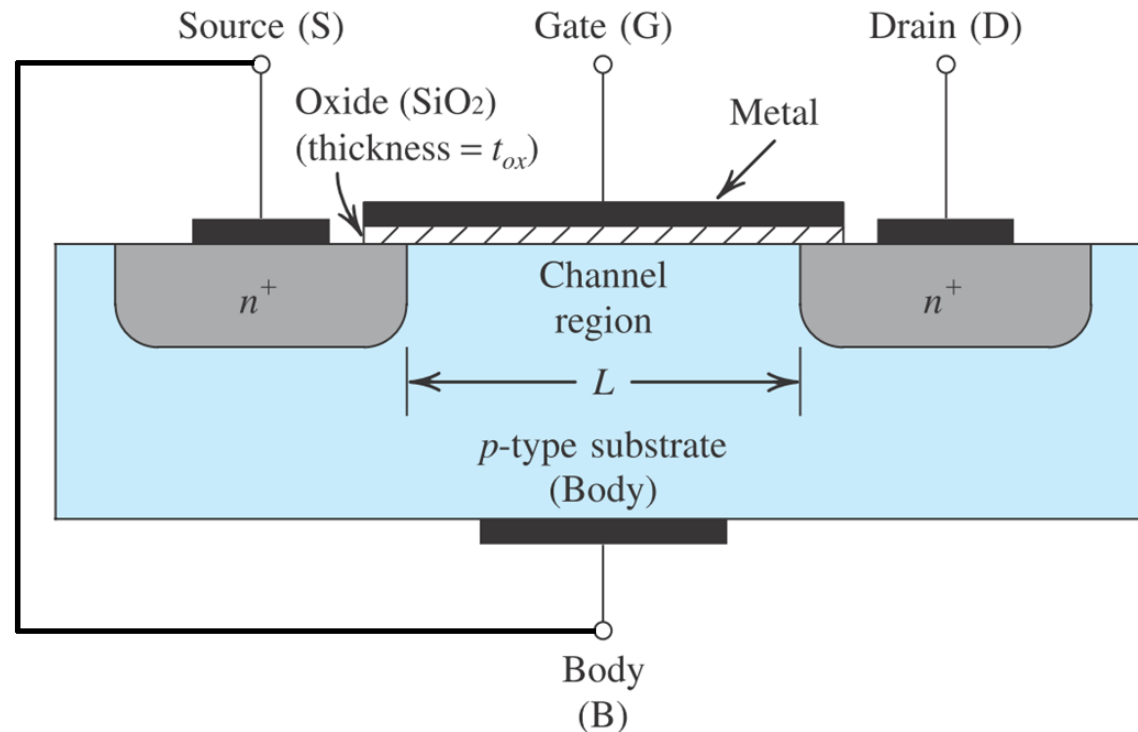 Source (S)
Gate (G)
Drain (D)
Oxide (SiO₂)
(thickness = tₒₓ)
Metal
n⁺
Channel
region
n⁺
L
p-type substrate
(Body)
Body
(B)